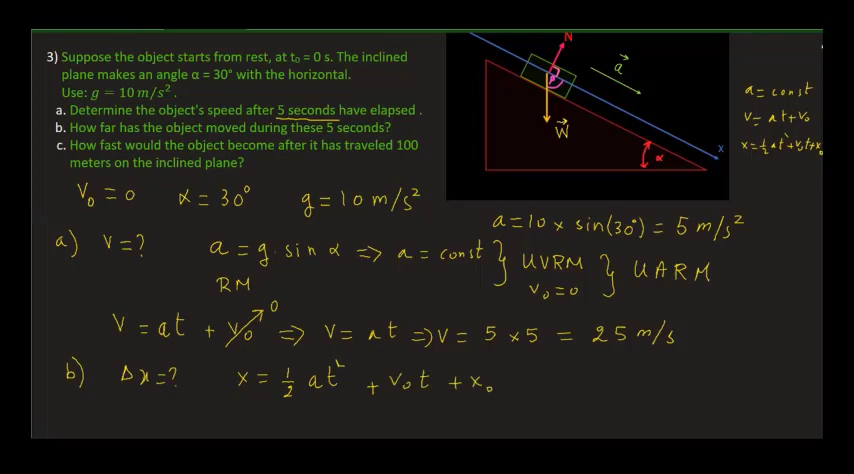 3) Suppose the object starts from rest, at t₀ = 0 s. The inclined
plane makes an angle α = 30° with the horizontal.
Use: g = 10 m/s².
a. Determine the object's speed after 5 seconds have elapsed .
b. How far has the object moved during these 5 seconds?
c. How fast would the object become after it has traveled 100
meters on the inclined plane?
N
a⃗
W⃗
α
x
a = const
v = at + v₀
x = ½ at² + v₀t + x₀
V₀ = 0 α = 30° g = 10 m/s²
a = 10 × sin(30°) = 5 m/s²
a) V = ? a = g · sin α => a = const } UVRM } UARM
RM v₀ = 0
V = at + V₀ 0 => V = at => V = 5 × 5 = 25 m/s
b) Δx = ? x = ½ at² + v₀t + x₀